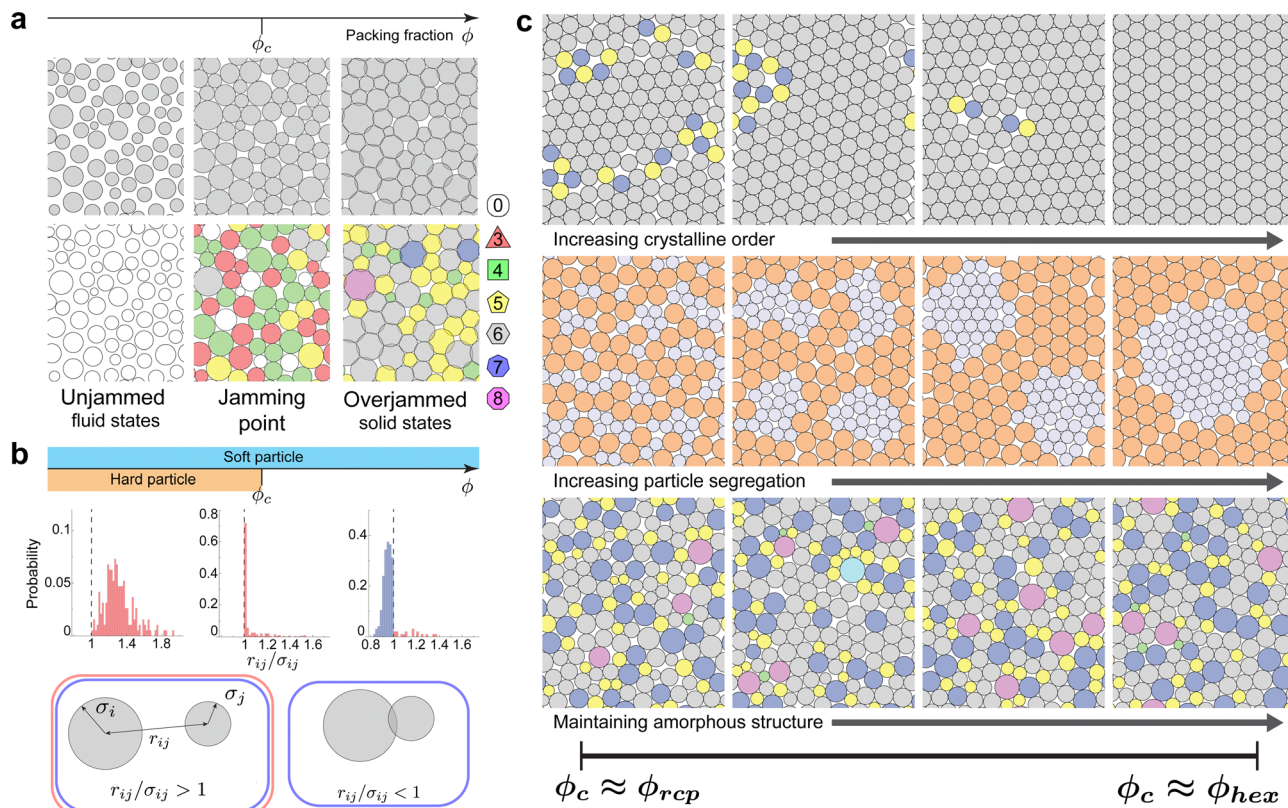 a
ϕc
Packing fraction ϕ
0
3
4
5
6
7
8
Unjammed
fluid states
Jamming
point
Overjammed
solid states
b
Soft particle
Hard particle
ϕc
ϕ
Probability
0.1
0.05
0
1 1.4 1.8
0.8
0.6
0.4
0.2
0
1 1.2 1.4 1.6
0.4
0.2
0
0.8 1 1.2 1.4 1.6
rij/σij
σi
σj
rij
rij/σij > 1
rij/σij < 1
c
Increasing crystalline order
Increasing particle segregation
Maintaining amorphous structure
ϕc ≈ ϕrcp
ϕc ≈ ϕhex